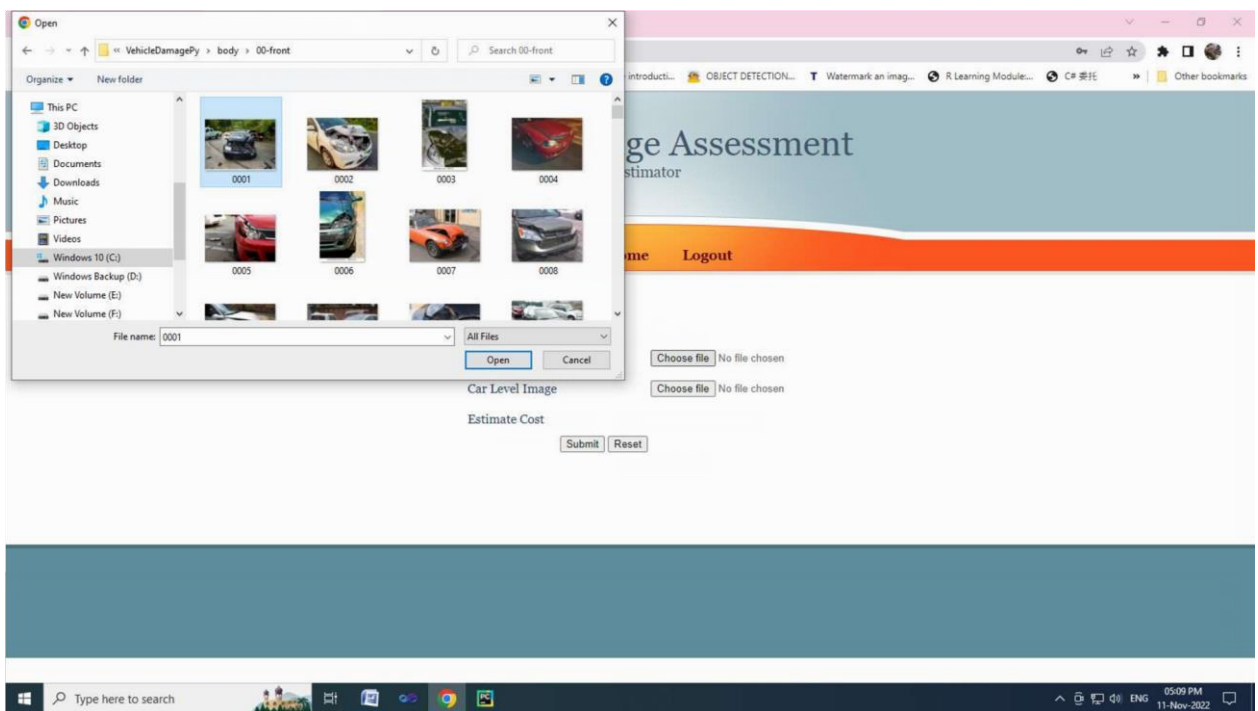 Open
« VehicleDamagePy › body › 00-front
Search 00-front
Organize
New folder
This PC
3D Objects
Desktop
Documents
Downloads
Music
Pictures
Videos
Windows 10 (C:)
Windows Backup (D:)
New Volume (E:)
New Volume (F:)
0001
0002
0003
0004
0005
0006
0007
0008
File name: 0001
All Files
Open
Cancel
introducti...
OBJECT DETECTION...
T Watermark an imag...
R Learning Module:...
C# 委托
»
Other bookmarks
ge Assessment
stimator
me
Logout
Choose file No file chosen
Car Level Image
Choose file No file chosen
Estimate Cost
Submit
Reset
Type here to search
ENG
05:09 PM
11-Nov-2022